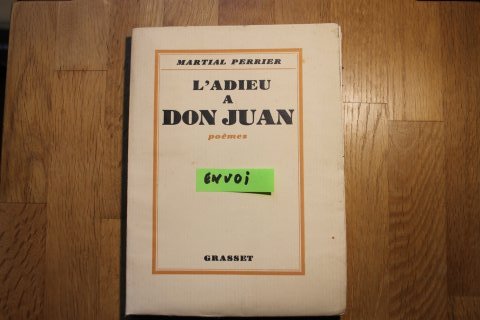 MARTIAL PERRIER
L'ADIEU
A
DON JUAN
poèmes
ENVOI
GRASSET